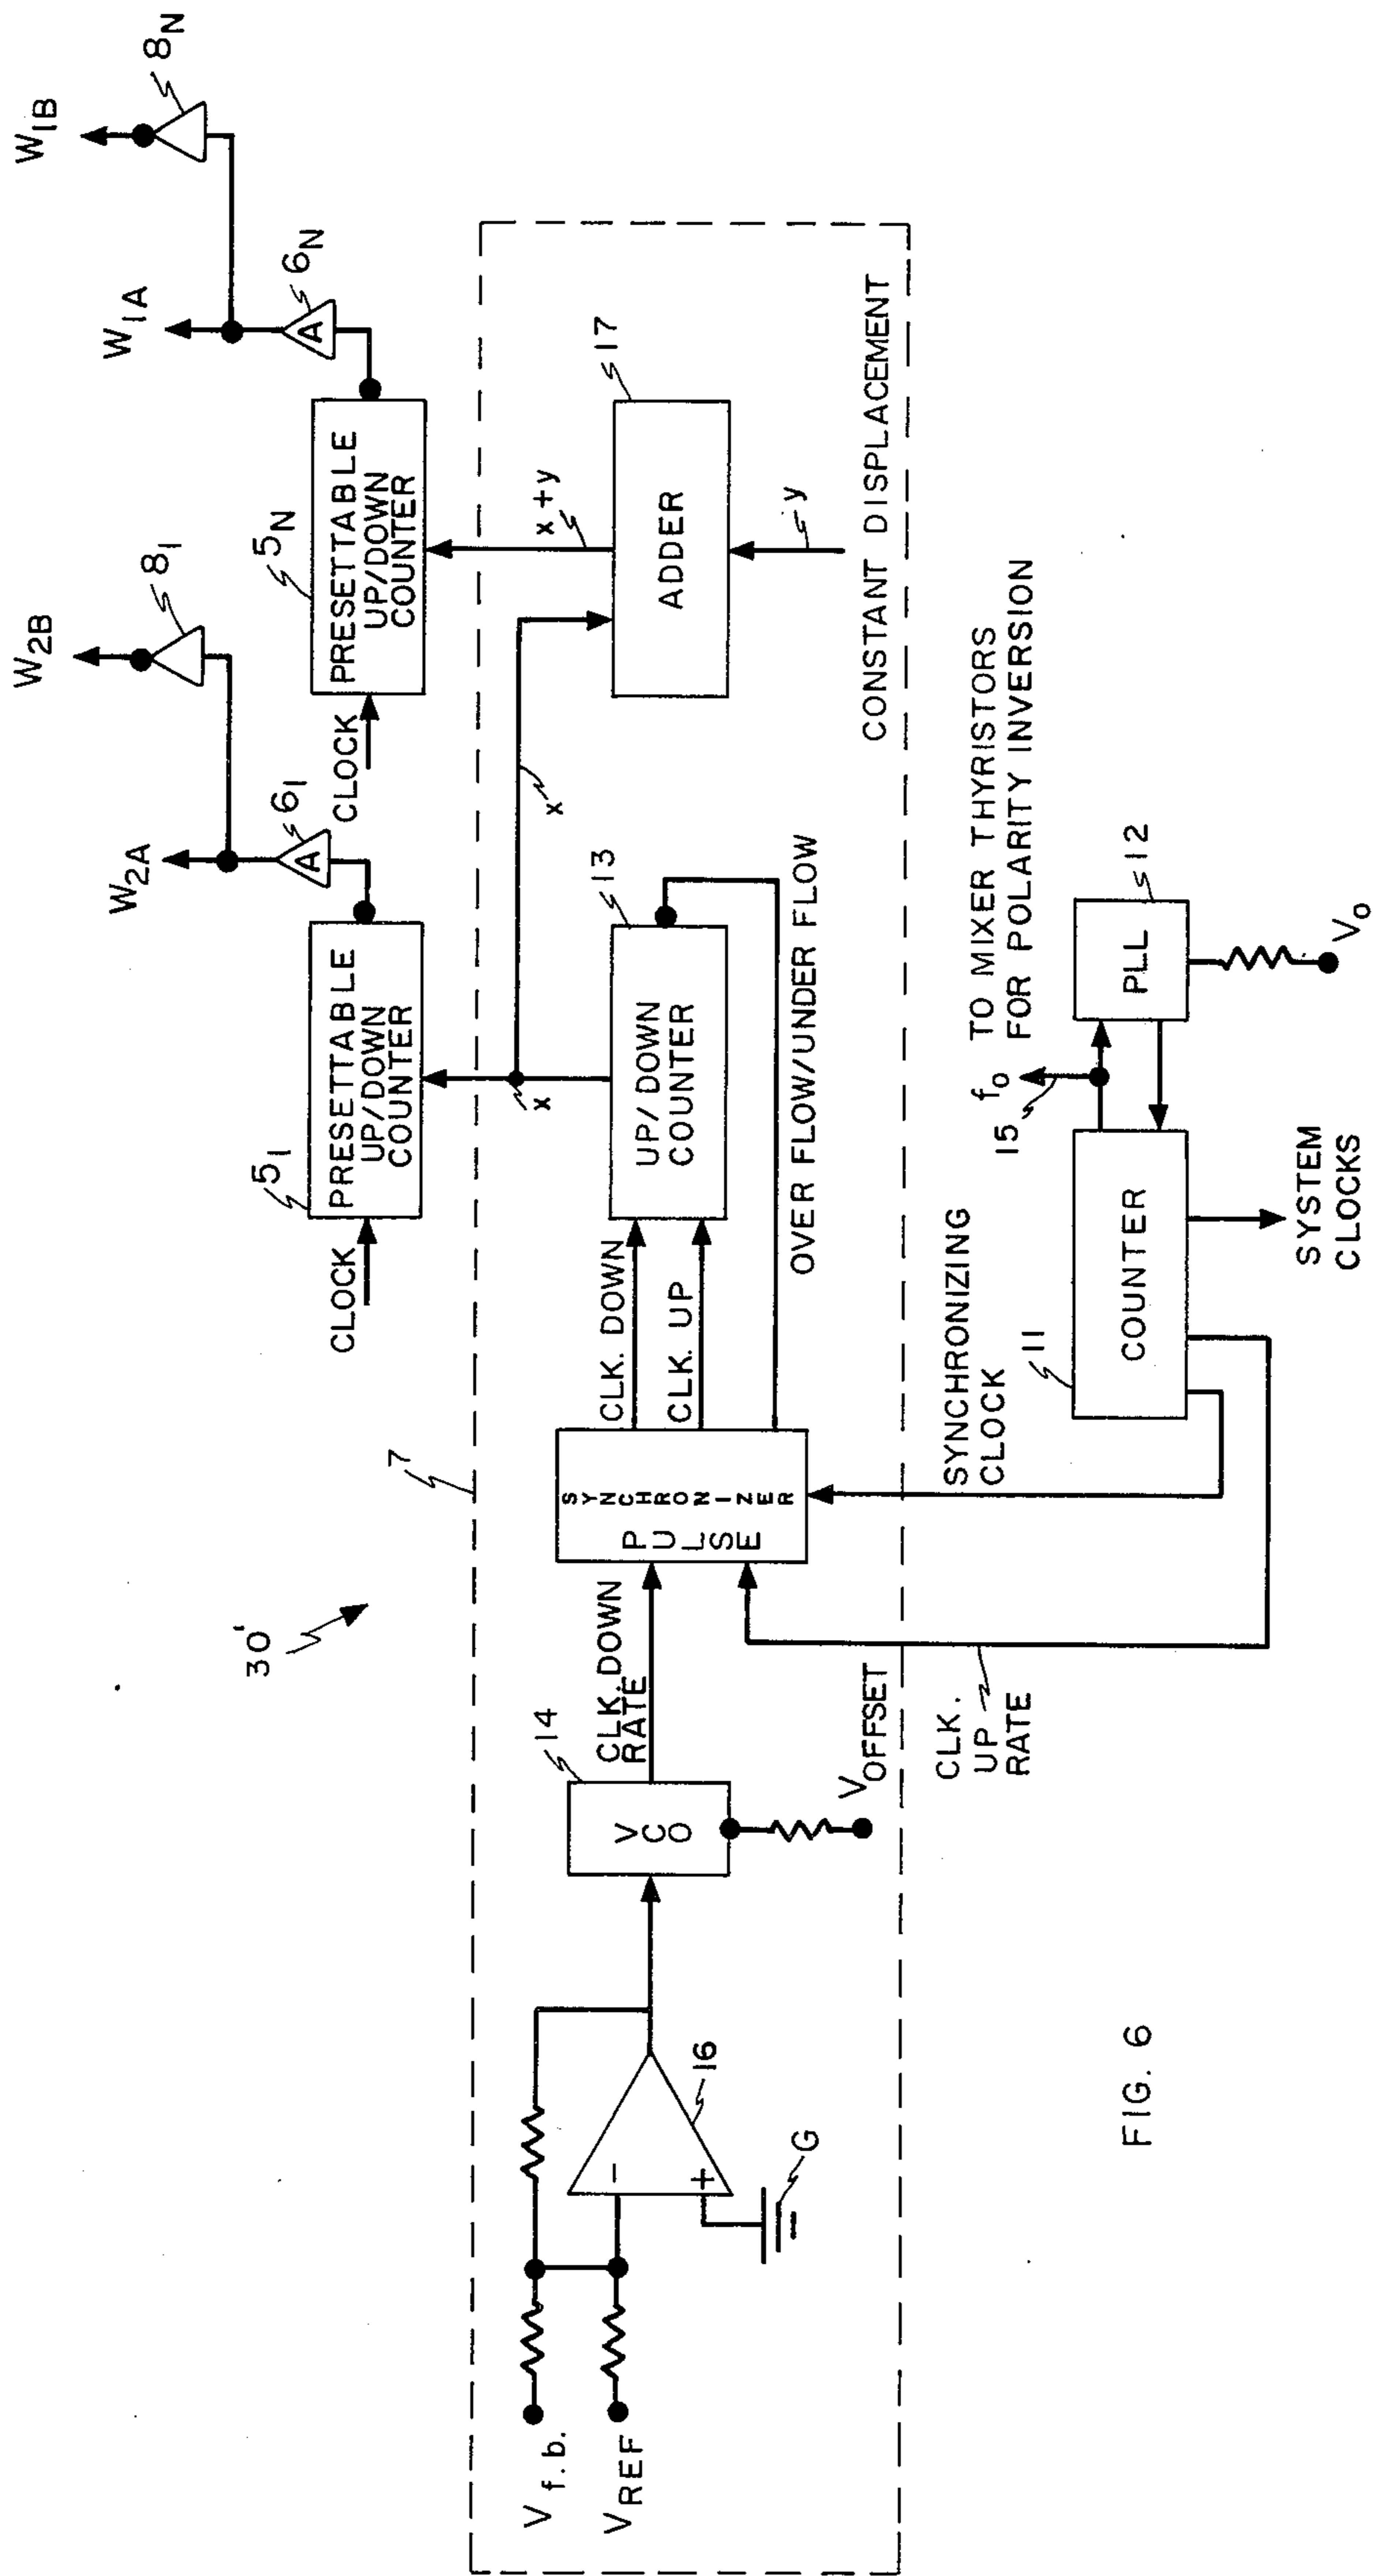 W2B
8I
W1B
8N
W2A
6I
W1A
6N
5I
PRESETTABLE
UP/DOWN
COUNTER
CLOCK
5N
PRESETTABLE
UP/DOWN
COUNTER
CLOCK
A
A
30'
7
x
x
x+y
17
ADDER
y
CONSTANT DISPLACEMENT
13
UP/DOWN
COUNTER
CLK. DOWN
CLK. UP
OVER FLOW/UNDER FLOW
PULSE
SYNCHRONIZER
CLK. DOWN
RATE
14
VCO
VOFFSET
16
-
+
G
Vf.b.
VREF
SYNCHRONIZING
CLOCK
CLK.
UP
RATE
11
COUNTER
15
fo
TO MIXER THYRISTORS
FOR POLARITY INVERSION
PLL
12
Vo
SYSTEM
CLOCKS
FIG. 6